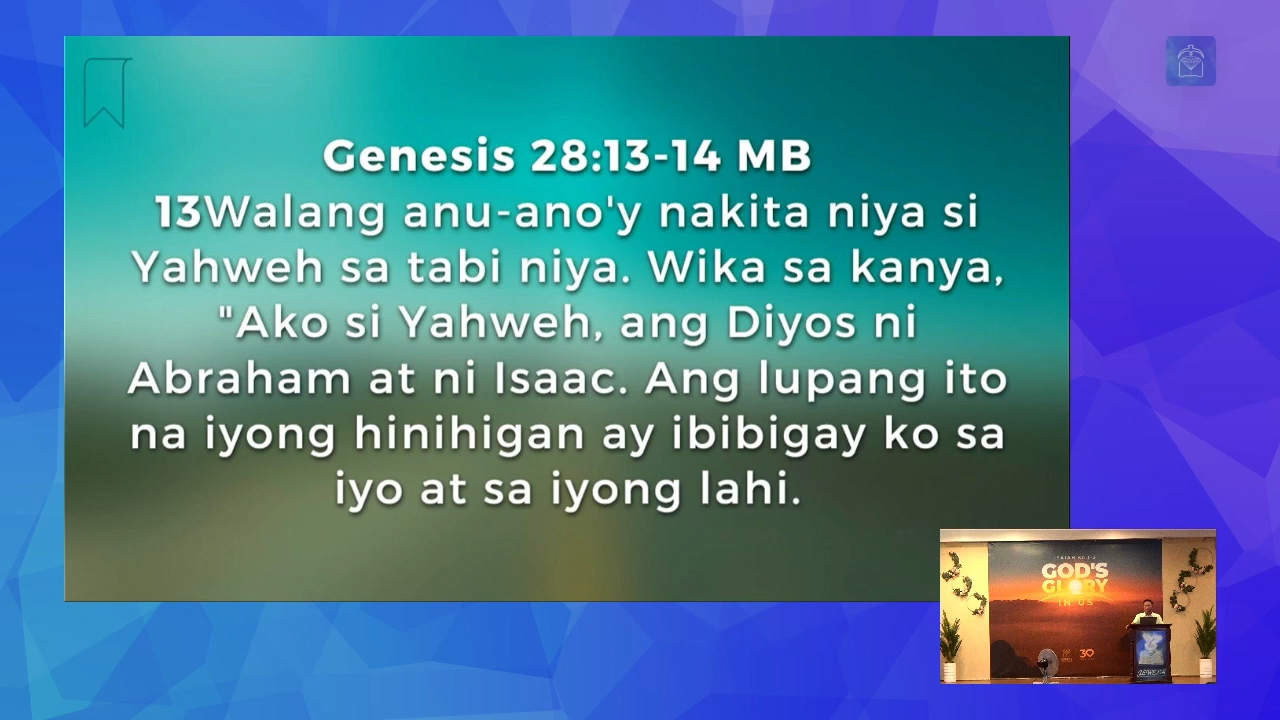 Genesis 28:13-14 MB
13Walang anu-ano'y nakita niya si
Yahweh sa tabi niya. Wika sa kanya,
"Ako si Yahweh, ang Diyos ni
Abraham at ni Isaac. Ang lupang ito
na iyong hinihigan ay ibibigay ko sa
iyo at sa iyong lahi.
GOD'S
GLORY
IN US
30